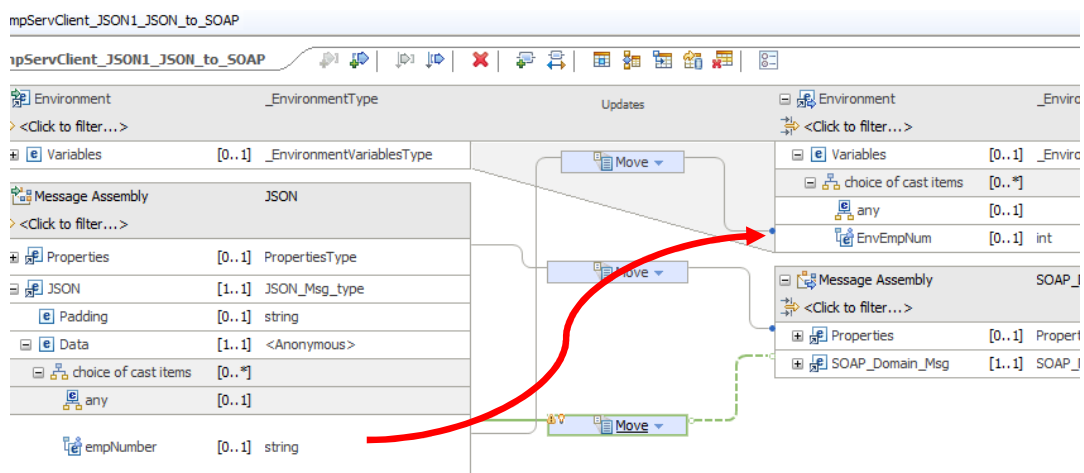 mpServClient_JSON1_JSON_to_SOAP
npServClient_JSON1_JSON_to_SOAP
Environment _EnvironmentType Updates Environment _Enviro
<Click to filter...> <Click to filter...>
Variables [0..1] _EnvironmentVariablesType Move Variables [0..1] _Enviro
choice of cast items [0..*]
Message Assembly JSON any [0..1]
<Click to filter...> EnvEmpNum [0..1] int
Properties [0..1] PropertiesType Move
JSON [1..1] JSON_Msg_type Message Assembly SOAP_
Padding [0..1] string <Click to filter...>
Data [1..1] <Anonymous> Properties [0..1] Propert
choice of cast items [0..*] SOAP_Domain_Msg [1..1] SOAP_
any [0..1]
Move
empNumber [0..1] string